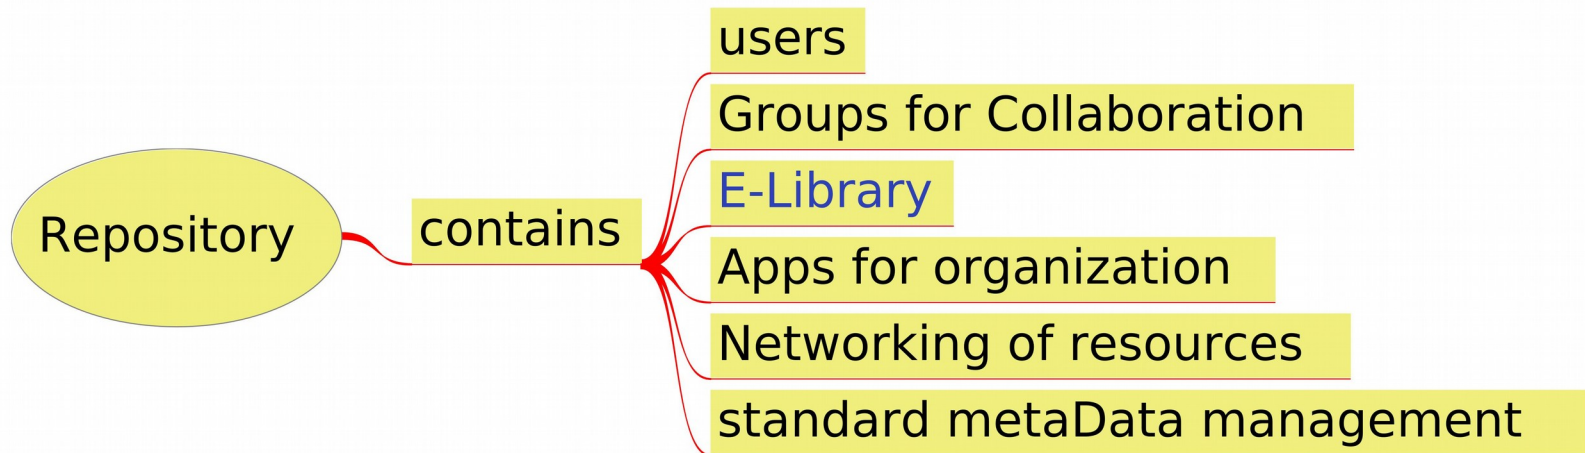 Repository
contains
users
Groups for Collaboration
E-Library
Apps for organization
Networking of resources
standard metaData management